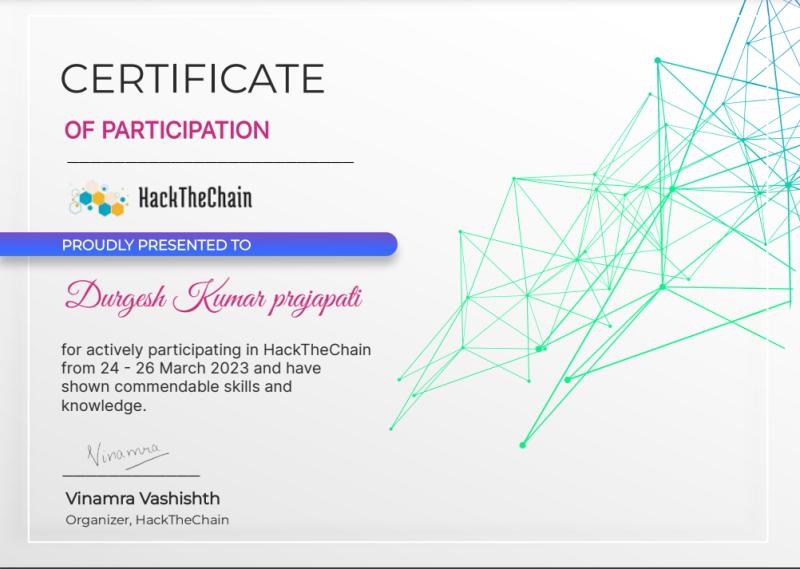 CERTIFICATE
OF PARTICIPATION
HackTheChain
PROUDLY PRESENTED TO
Durgesh Kumar prajapati
for actively participating in HackTheChain
from 24 - 26 March 2023 and have
shown commendable skills and
knowledge.
Vinamra
Vinamra Vashishth
Organizer, HackTheChain